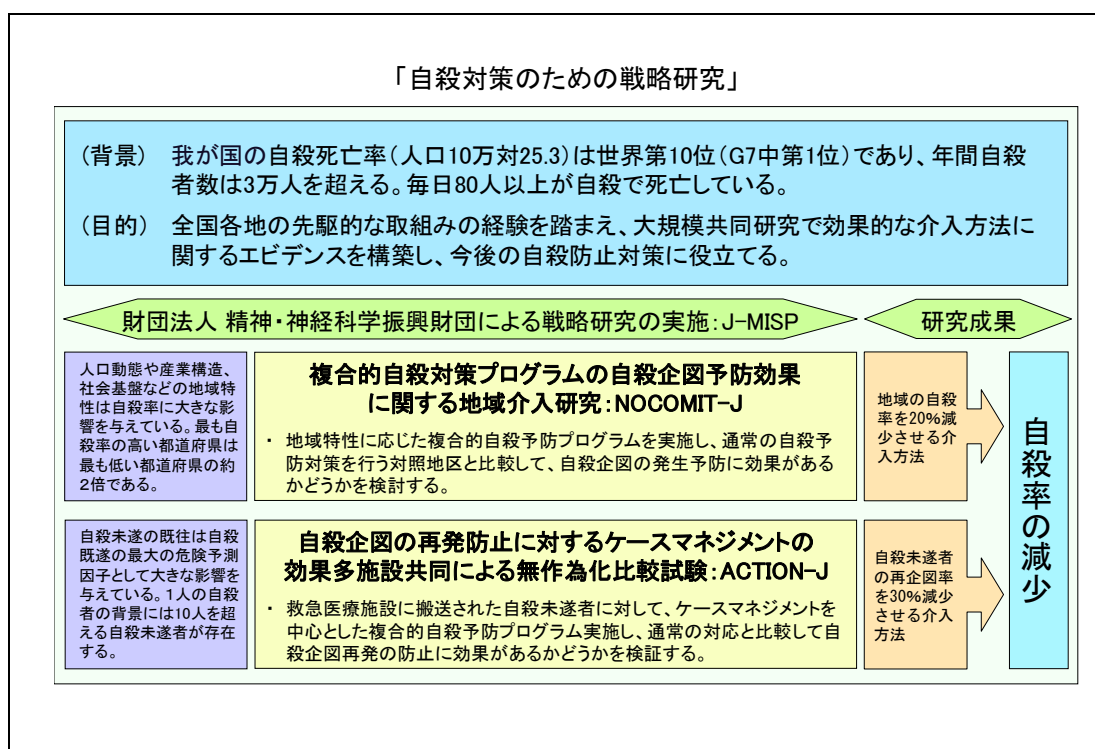 「自殺対策のための戦略研究」
(背景) 我が国の自殺死亡率(人口10万対25.3)は世界第10位(G7中第1位)であり、年間自殺
者数は3万人を超える。毎日80人以上が自殺で死亡している。
(目的) 全国各地の先駆的な取組みの経験を踏まえ、大規模共同研究で効果的な介入方法に
関するエビデンスを構築し、今後の自殺防止対策に役立てる。
財団法人 精神・神経科学振興財団による戦略研究の実施:J-MISP
研究成果
人口動態や産業構造、
社会基盤などの地域特
性は自殺率に大きな影
響を与えている。最も自
殺率の高い都道府県は
最も低い都道府県の約
2倍である。
複合的自殺対策プログラムの自殺企図予防効果
に関する地域介入研究:NOCOMIT-J
・ 地域特性に応じた複合的自殺予防プログラムを実施し、通常の自殺予
防対策を行う対照地区と比較して、自殺企図の発生予防に効果がある
かどうかを検討する。
地域の自殺
率を20%減
少させる介
入方法
自殺未遂の既往は自殺
既遂の最大の危険予測
因子として大きな影響を
与えている。1人の自殺
者の背景には10人を超
える自殺未遂者が存在
する。
自殺企図の再発防止に対するケースマネジメントの
効果多施設共同による無作為化比較試験:ACTION-J
・ 救急医療施設に搬送された自殺未遂者に対して、ケースマネジメントを
中心とした複合的自殺予防プログラム実施し、通常の対応と比較して自
殺企図再発の防止に効果があるかどうかを検証する。
自殺未遂者
の再企図率
を30%減少
させる介入
方法
自殺率の減少